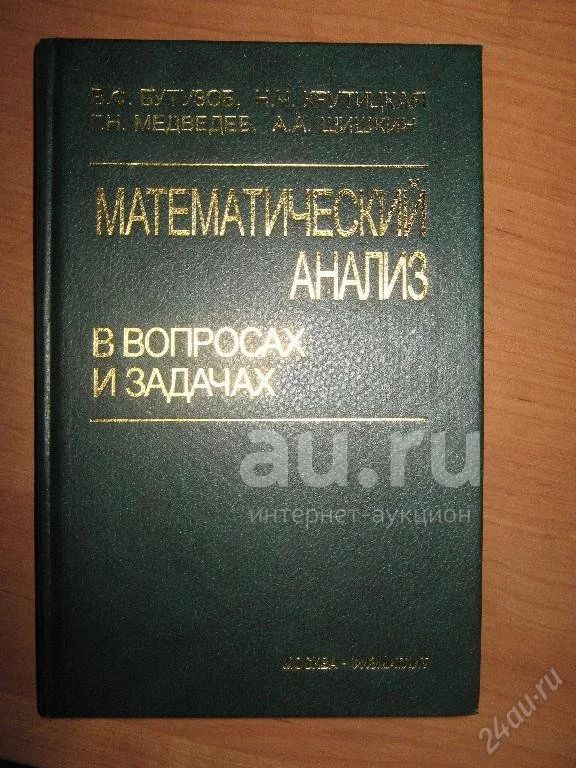 В.Ф. БУТУЗОВ, Н.Ч. КРУТИЦКАЯ
Г.Н. МЕДВЕДЕВ, А.А. ШИШКИН
МАТЕМАТИЧЕСКИЙ
АНАЛИЗ
В ВОПРОСАХ
И ЗАДАЧАХ
au.ru
интернет-аукцион
МОСКВА - ФИЗМАТЛИТ
24au.ru